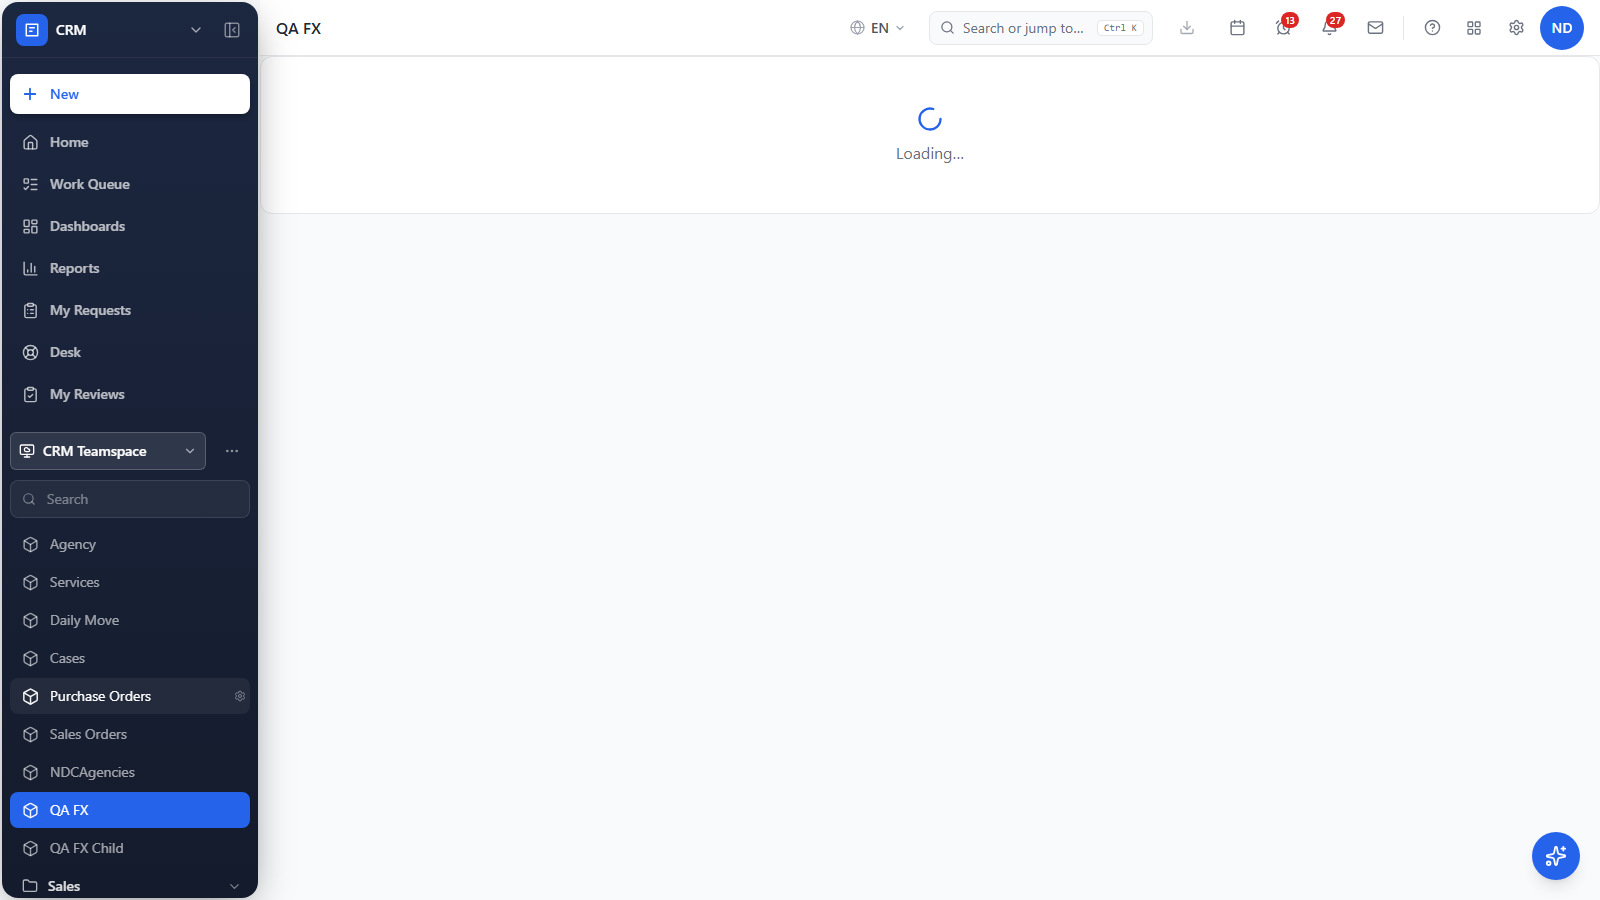 CRM
QA FX
EN
Search or jump to...
Ctrl K
13
27
ND
New
Loading...
Home
Work Queue
Dashboards
Reports
My Requests
Desk
My Reviews
CRM Teamspace
Search
Agency
Services
Daily Move
Cases
Purchase Orders
Sales Orders
NDCAgencies
QA FX
QA FX Child
Sales